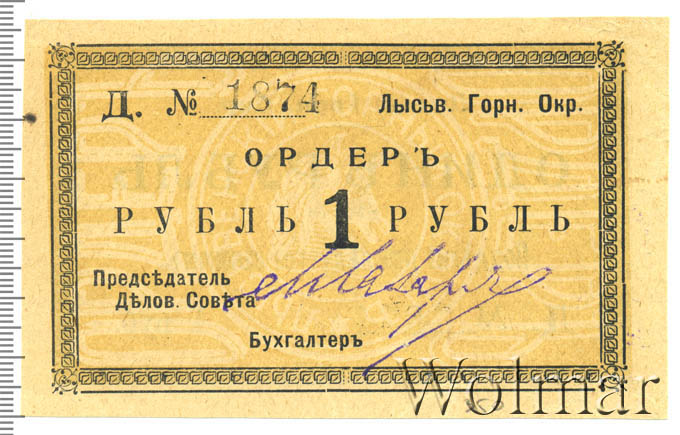 Д. № 1874 Лысьв. Горн. Окр.
ОРДЕРЪ
РУБЛЬ 1 РУБЛЬ
Предсѣдатель
Дѣлов. Совѣта
Бухгалтеръ
Wolmar